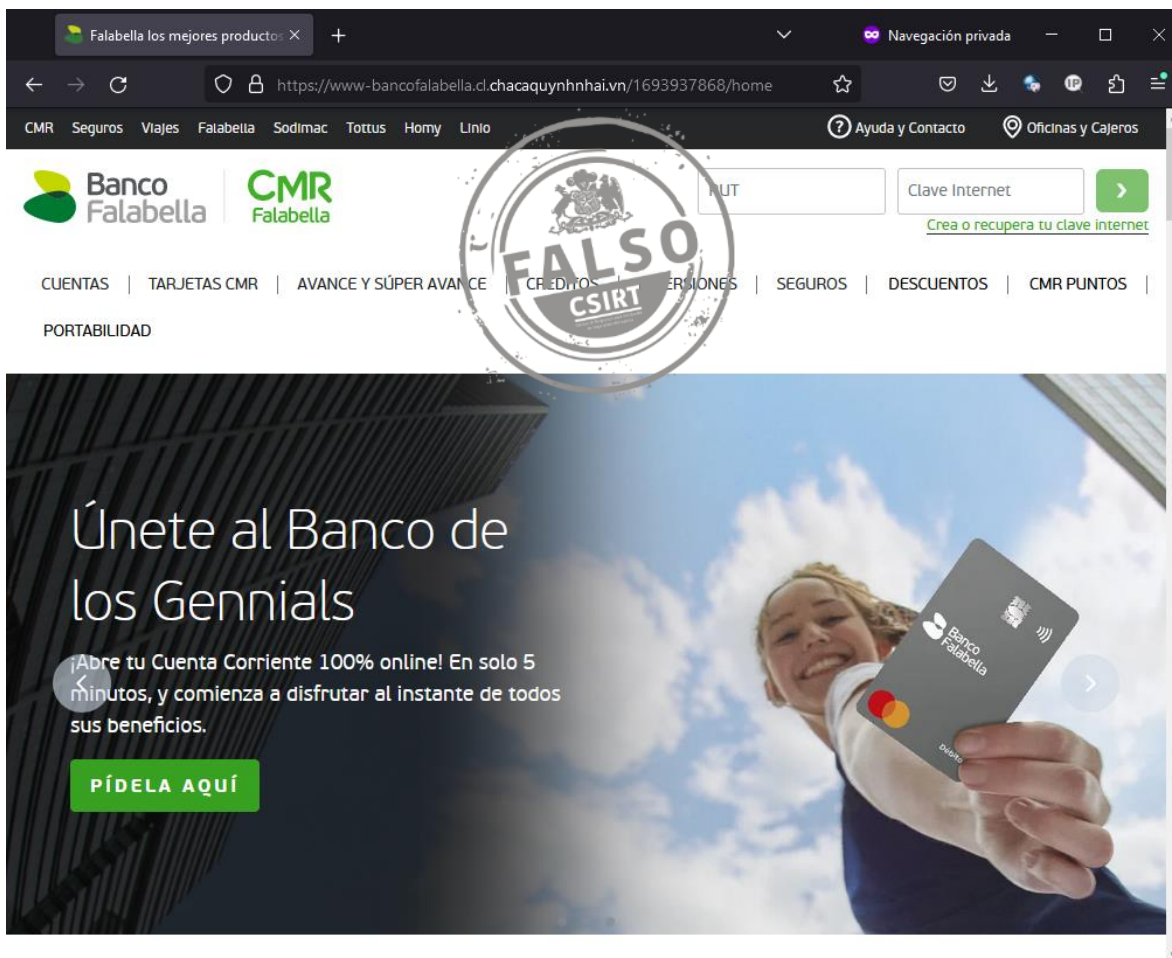 Falabella los mejores productos
Navegación privada
https://www-bancofalabella.cl.chacaquynhnhai.vn/1693937868/home
IP
CMR Seguros Viajes Falabella Sodimac Tottus Homy Linio
Ayuda y Contacto Oficinas y Cajeros
Banco Falabella
CMR Falabella
RUT
Clave Internet
Crea o recupera tu clave internet
FALSO
CSIRT
CUENTAS | TARJETAS CMR | AVANCE Y SÚPER AVANCE | CRÉDITOS | INVERSIONES | SEGUROS | DESCUENTOS | CMR PUNTOS |
PORTABILIDAD
Únete al Banco de
los Gennials
¡Abre tu Cuenta Corriente 100% online! En solo 5
minutos, y comienza a disfrutar al instante de todos
sus beneficios.
PÍDELA AQUÍ
Banco
Falabella
Débito